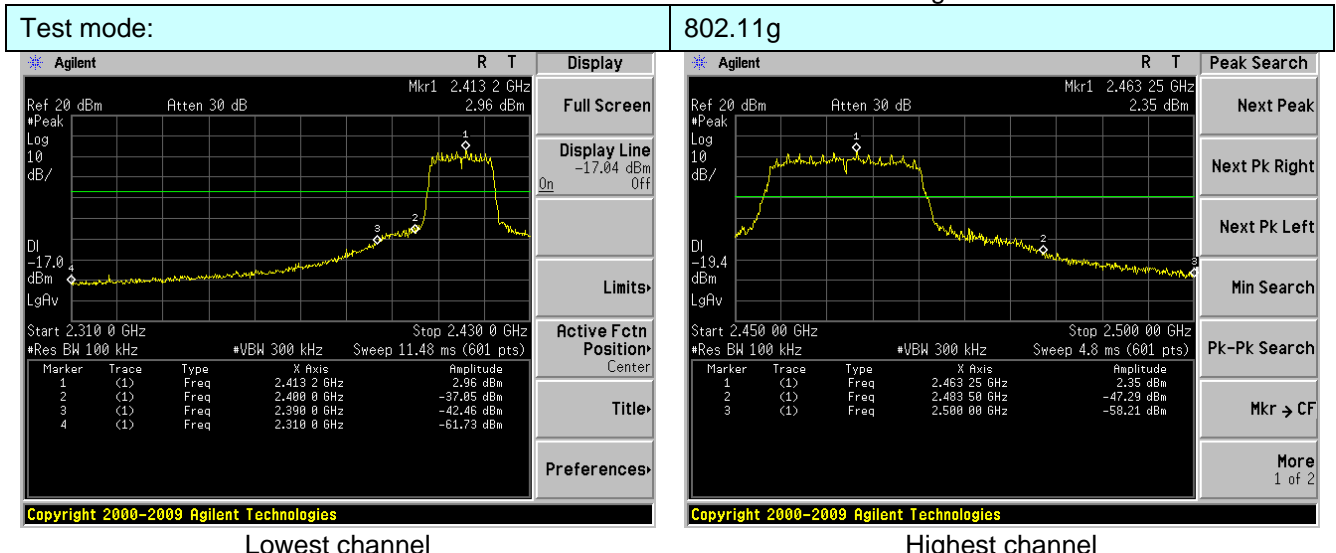 Test mode: 802.11g
Agilent R T Display
Mkr1 2.413 2 GHz
Ref 20 dBm Atten 30 dB 2.96 dBm
#Peak
Log
10
dB/
1
2
3
4
DI
-17.0
dBm
LgAv
Start 2.310 0 GHz Stop 2.430 0 GHz
#Res BW 100 kHz #VBW 300 kHz Sweep 11.48 ms (601 pts)
Marker Trace Type X Axis Amplitude
1 (1) Freq 2.413 2 GHz 2.96 dBm
2 (1) Freq 2.400 0 GHz -37.05 dBm
3 (1) Freq 2.390 0 GHz -42.46 dBm
4 (1) Freq 2.310 0 GHz -61.73 dBm
Full Screen
Display Line
-17.04 dBm
On Off
Limits
Active Fctn
Position
Center
Title
Preferences
Copyright 2000-2009 Agilent Technologies
Lowest channel
Agilent R T Peak Search
Mkr1 2.463 25 GHz
Ref 20 dBm Atten 30 dB 2.35 dBm
#Peak
Log
10
dB/
1
2
3
DI
-19.4
dBm
LgAv
Start 2.450 00 GHz Stop 2.500 00 GHz
#Res BW 100 kHz #VBW 300 kHz Sweep 4.8 ms (601 pts)
Marker Trace Type X Axis Amplitude
1 (1) Freq 2.463 25 GHz 2.35 dBm
2 (1) Freq 2.483 50 GHz -47.29 dBm
3 (1) Freq 2.500 00 GHz -58.21 dBm
Next Peak
Next Pk Right
Next Pk Left
Min Search
Pk-Pk Search
Mkr → CF
More
1 of 2
Copyright 2000-2009 Agilent Technologies
Highest channel